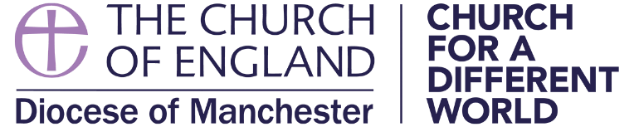 THE CHURCH
OF ENGLAND
Diocese of Manchester
CHURCH
FOR A
DIFFERENT
WORLD